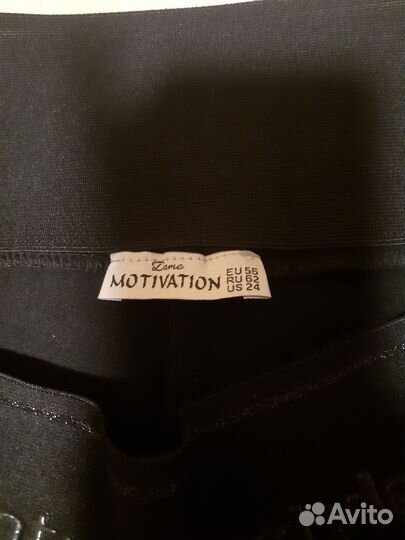 Dame
MOTIVATION
EU 56
RU 62
US 24
Avito